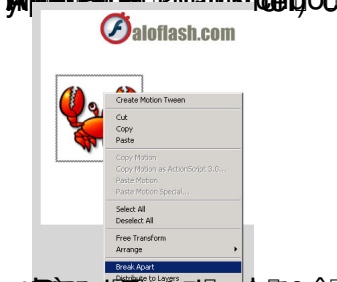 aloflash.com
Create Motion Tween
Cut
Copy
Paste
Copy Motion
Copy Motion as ActionScript 3.0...
Paste Motion
Paste Motion Special...
Select All
Deselect All
Free Transform
Arrange
Break Apart
Distribute to Layers